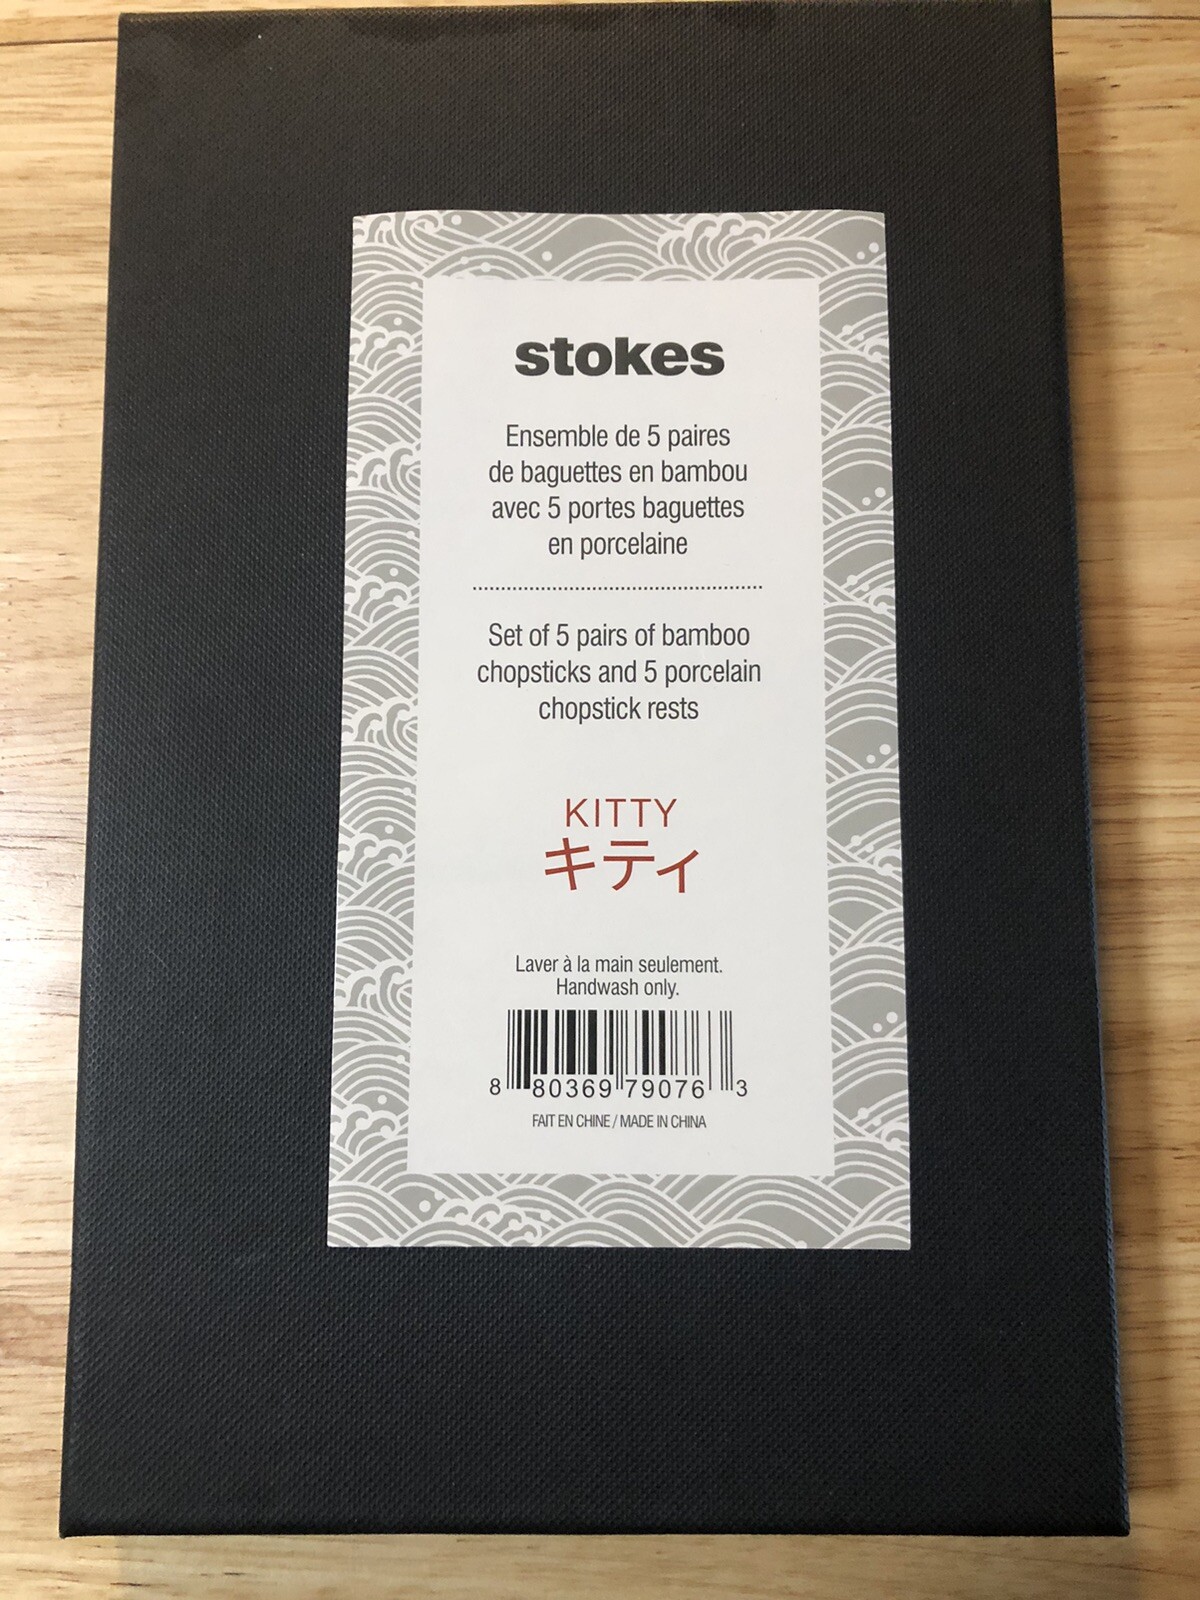 stokes
Ensemble de 5 paires
de baguettes en bambou
avec 5 portes baguettes
en porcelaine
Set of 5 pairs of bamboo
chopsticks and 5 porcelain
chopstick rests
KITTY
キティ
Laver à la main seulement.
Handwash only.
8 80369 79076 3
FAIT EN CHINE / MADE IN CHINA